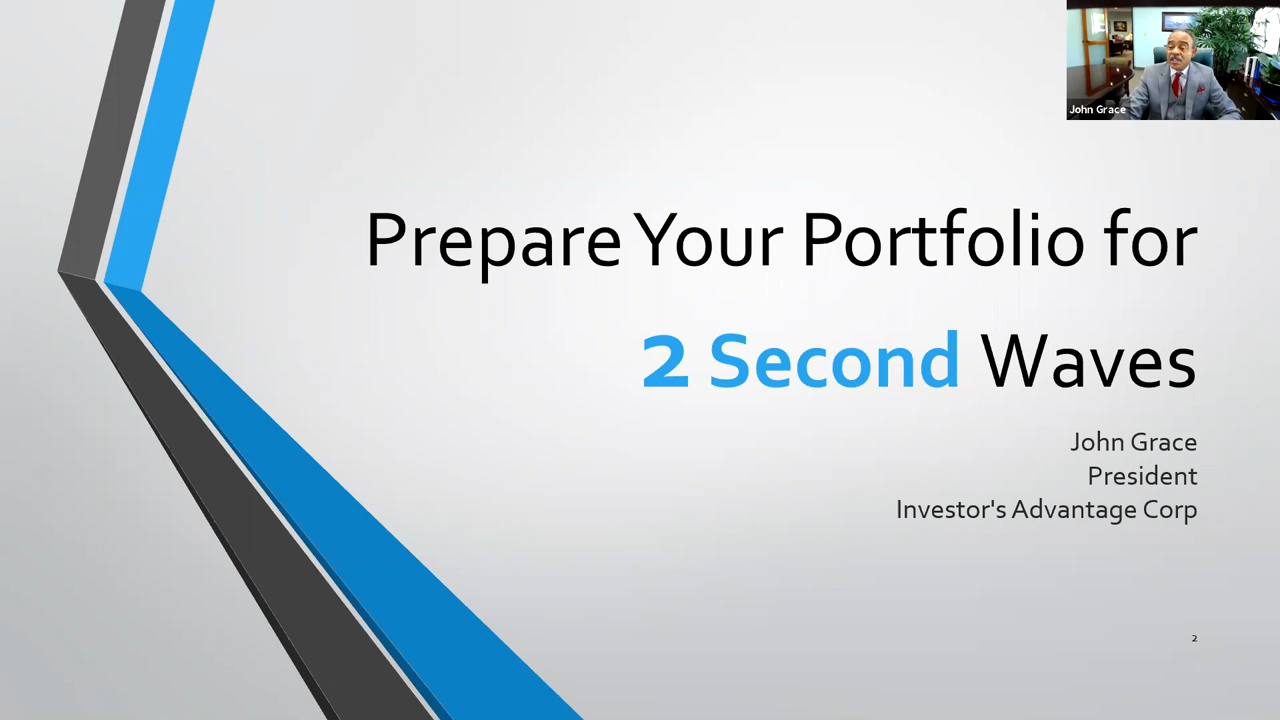 John Grace
Prepare Your Portfolio for
2 Second Waves
John Grace
President
Investor's Advantage Corp
2